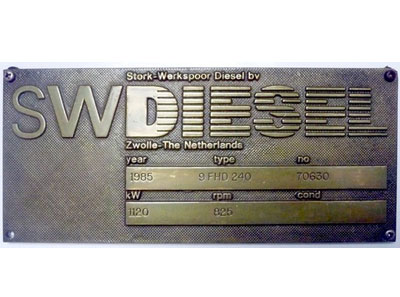 Stork-Werkspoor Diesel bv
SWDIESEL
Zwolle-The Netherlands
year type no
1985 9 FHD 240 70630
kW rpm cond
1120 825